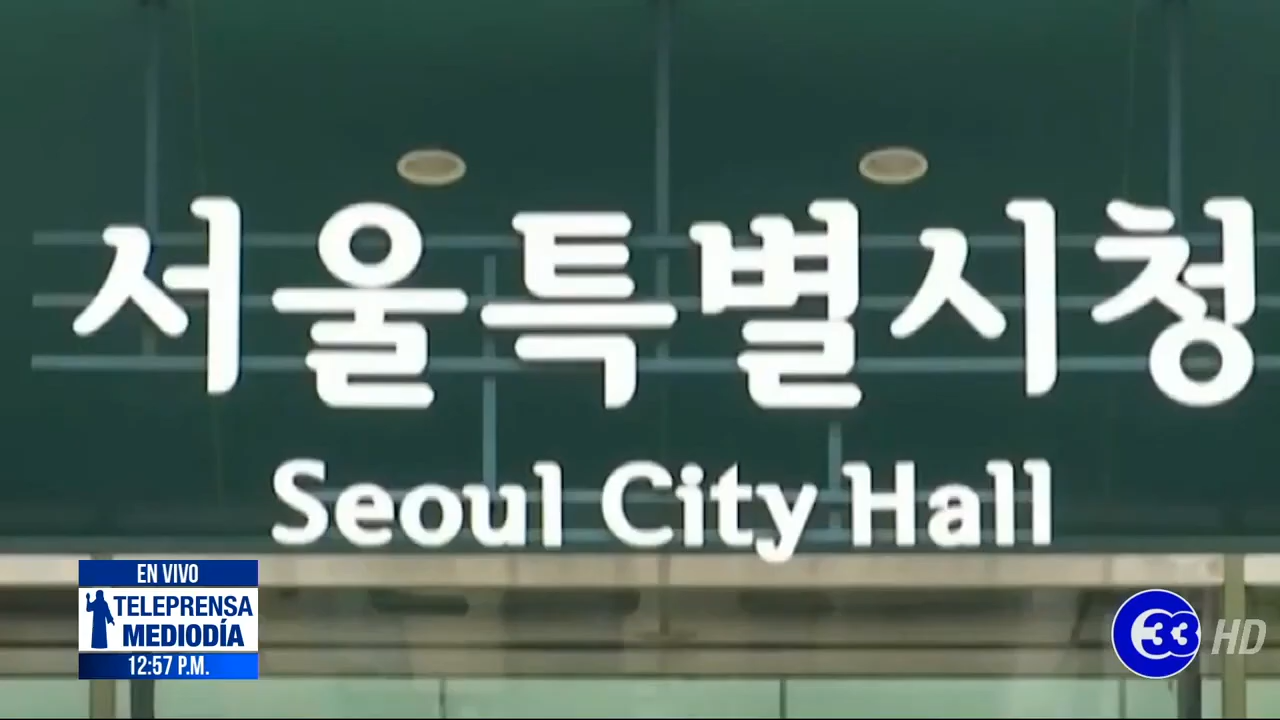 서울특별시청
Seoul City Hall
EN VIVO
TELEPRENSA
MEDIODÍA
12:57 P.M.
33 HD